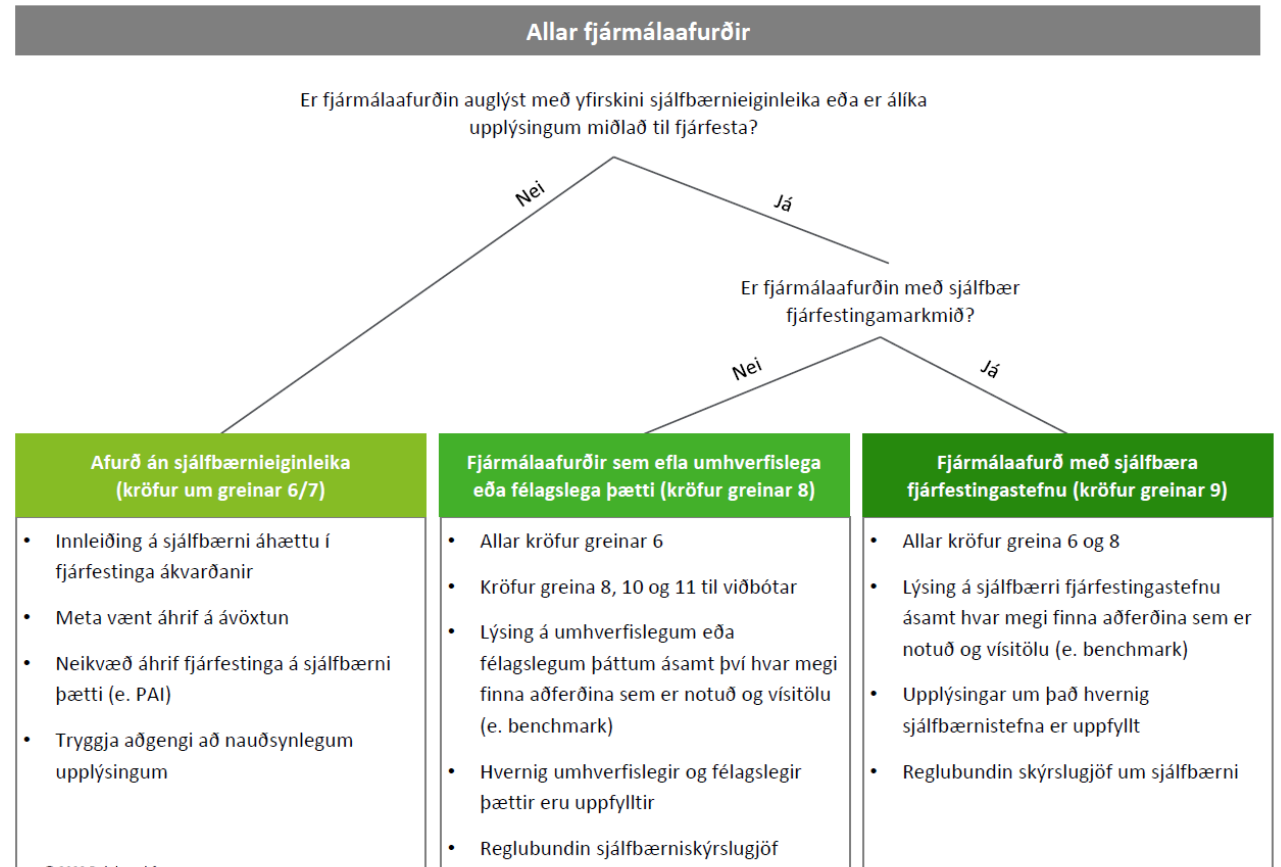 Allar fjármálaafurðir
Er fjármálaafurðin auglýst með yfirskini sjálfbærnieiginleika eða er álíka
upplýsingum miðlað til fjárfesta?
Nei
Já
Er fjármálaafurðin með sjálfbær
fjárfestingamarkmið?
Nei
Já
Afurð án sjálfbærnieiginleika
(kröfur um greinar 6/7)
• Innleiðing á sjálfbærni áhættu í
fjárfestinga ákvarðanir
• Meta vænt áhrif á ávöxtun
• Neikvæð áhrif fjárfestinga á sjálfbærni
þætti (e. PAI)
• Tryggja aðgengi að nauðsynlegum
upplýsingum
Fjármálaafurðir sem efla umhverfislega
eða félagslega þætti (kröfur greinar 8)
• Allar kröfur greinar 6
• Kröfur greina 8, 10 og 11 til viðbótar
• Lýsing á umhverfislegum eða
félagslegum þáttum ásamt því hvar megi
finna aðferðina sem er notuð og vísitölu
(e. benchmark)
• Hvernig umhverfislegir og félagslegir
þættir eru uppfylltir
• Reglubundin sjálfbærniskýrslugjöf
Fjármálaafurð með sjálfbæra
fjárfestingastefnu (kröfur greinar 9)
• Allar kröfur greina 6 og 8
• Lýsing á sjálfbærri fjárfestingastefnu
ásamt hvar megi finna aðferðina sem er
notuð og vísitölu (e. benchmark)
• Upplýsingar um það hvernig
sjálfbærnistefna er uppfyllt
• Reglubundin skýrslugjöf um sjálfbærni